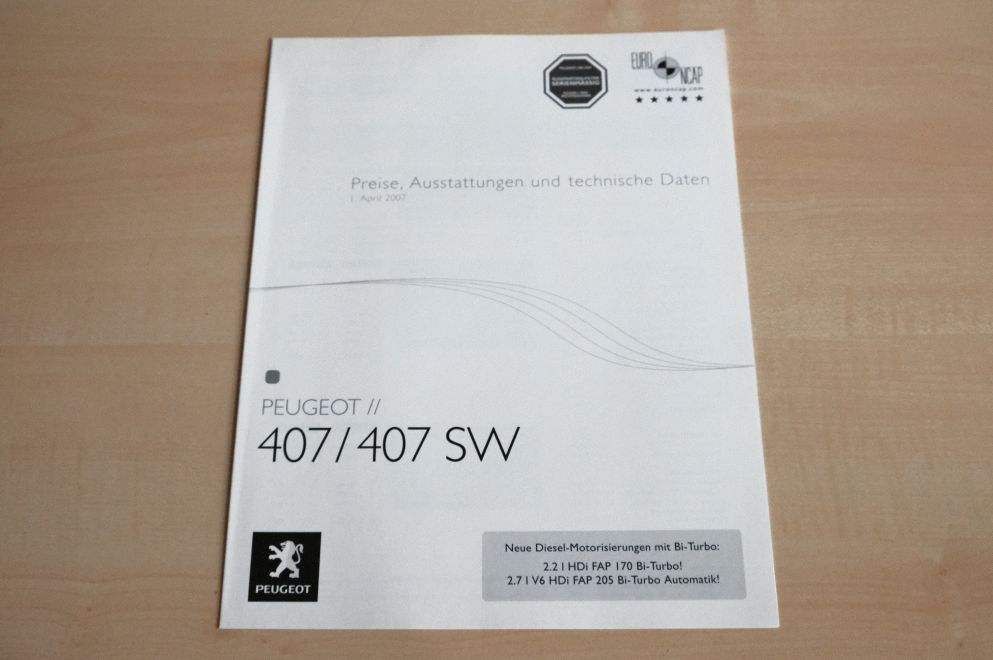 SERIENMÄSSIG
EURO
NCAP
www.euroncap.com
Preise, Ausstattungen und technische Daten
1. April 2007
PEUGEOT //
407/407 SW
PEUGEOT
Neue Diesel-Motorisierungen mit Bi-Turbo:
2.2 l HDi FAP 170 Bi-Turbo!
2.7 l V6 HDi FAP 205 Bi-Turbo Automatik!